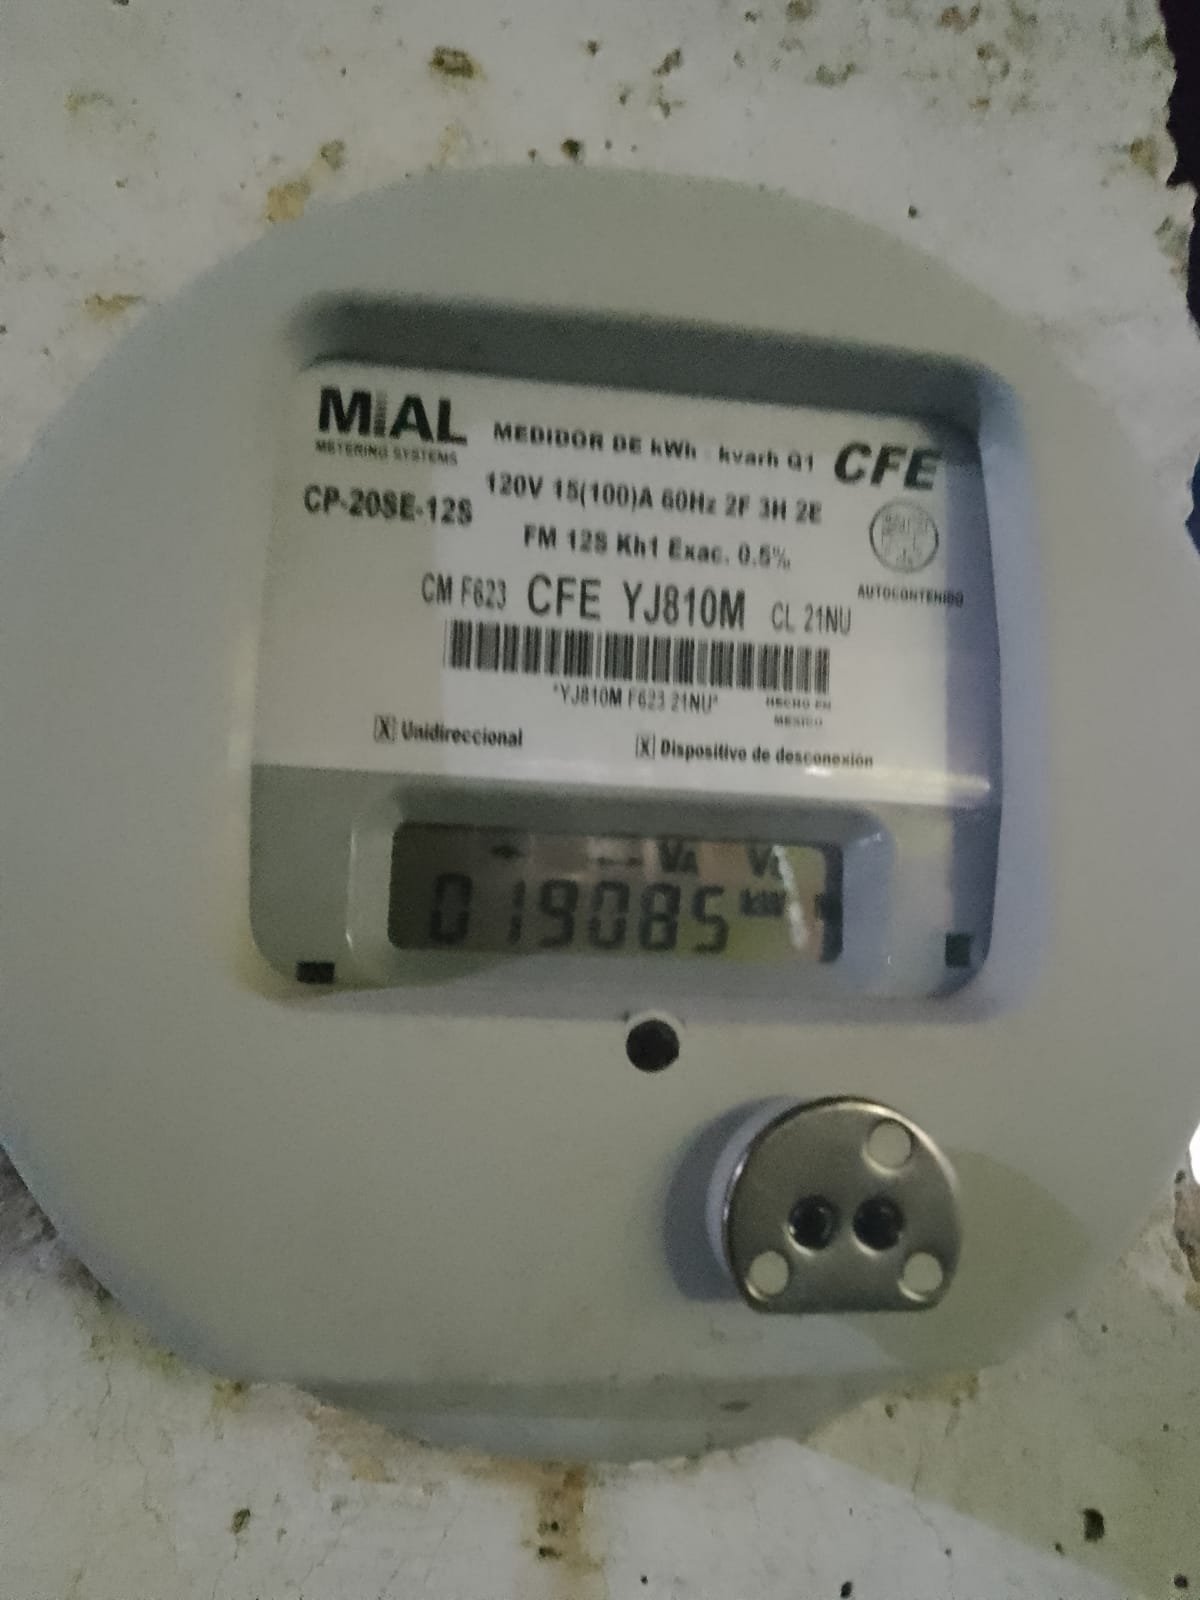 MIAL
METERING SYSTEMS
MEDIDOR DE kWh - kvarh Q1
CFE
CP-20SE-12S
120V 15(100)A 60Hz 2F 3H 2E
FM 12S Kh1 Exac. 0.5%
AUTOCONTENIDO
CM F623 CFE YJ810M CL 21NU
*YJ810M F623 21NU*
HECHO EN
MEXICO
[X] Unidireccional
[X] Dispositivo de desconexión
VA
019085